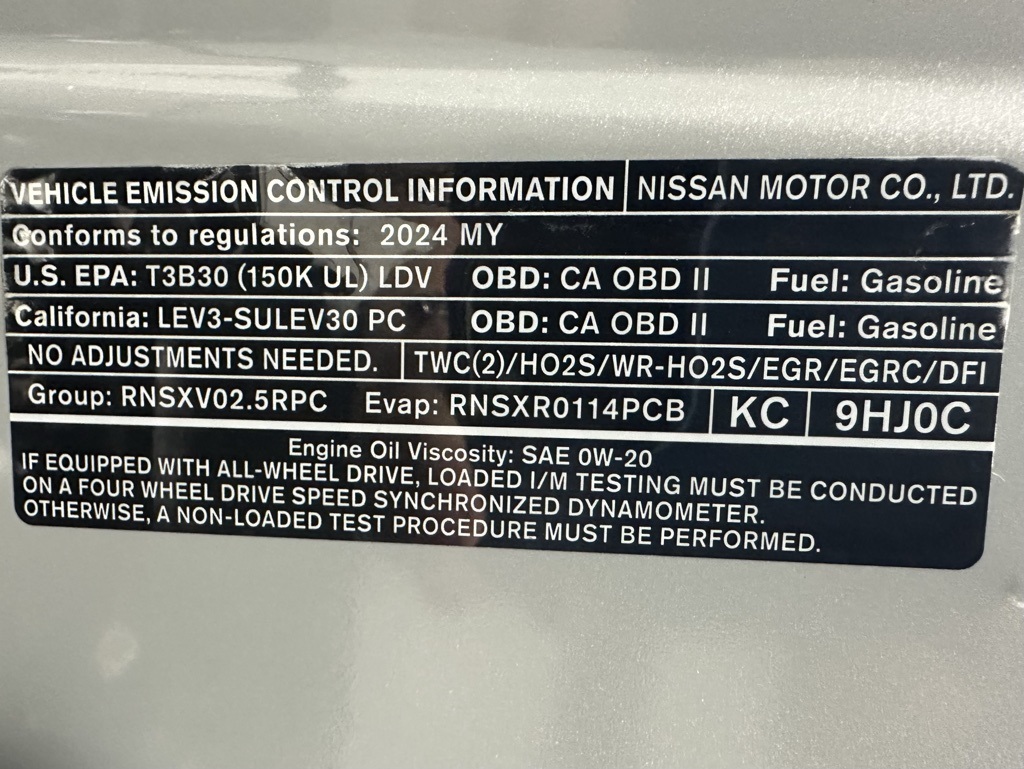 VEHICLE EMISSION CONTROL INFORMATION NISSAN MOTOR CO., LTD.
Conforms to regulations: 2024 MY
U.S. EPA: T3B30 (150K UL) LDV OBD: CA OBD II Fuel: Gasoline
California: LEV3-SULEV30 PC OBD: CA OBD II Fuel: Gasoline
NO ADJUSTMENTS NEEDED. TWC(2)/HO2S/WR-HO2S/EGR/EGRC/DFI
Group: RNSXV02.5RPC Evap: RNSXR0114PCB KC 9HJ0C
Engine Oil Viscosity: SAE 0W-20
IF EQUIPPED WITH ALL-WHEEL DRIVE, LOADED I/M TESTING MUST BE CONDUCTED
ON A FOUR WHEEL DRIVE SPEED SYNCHRONIZED DYNAMOMETER.
OTHERWISE, A NON-LOADED TEST PROCEDURE MUST BE PERFORMED.